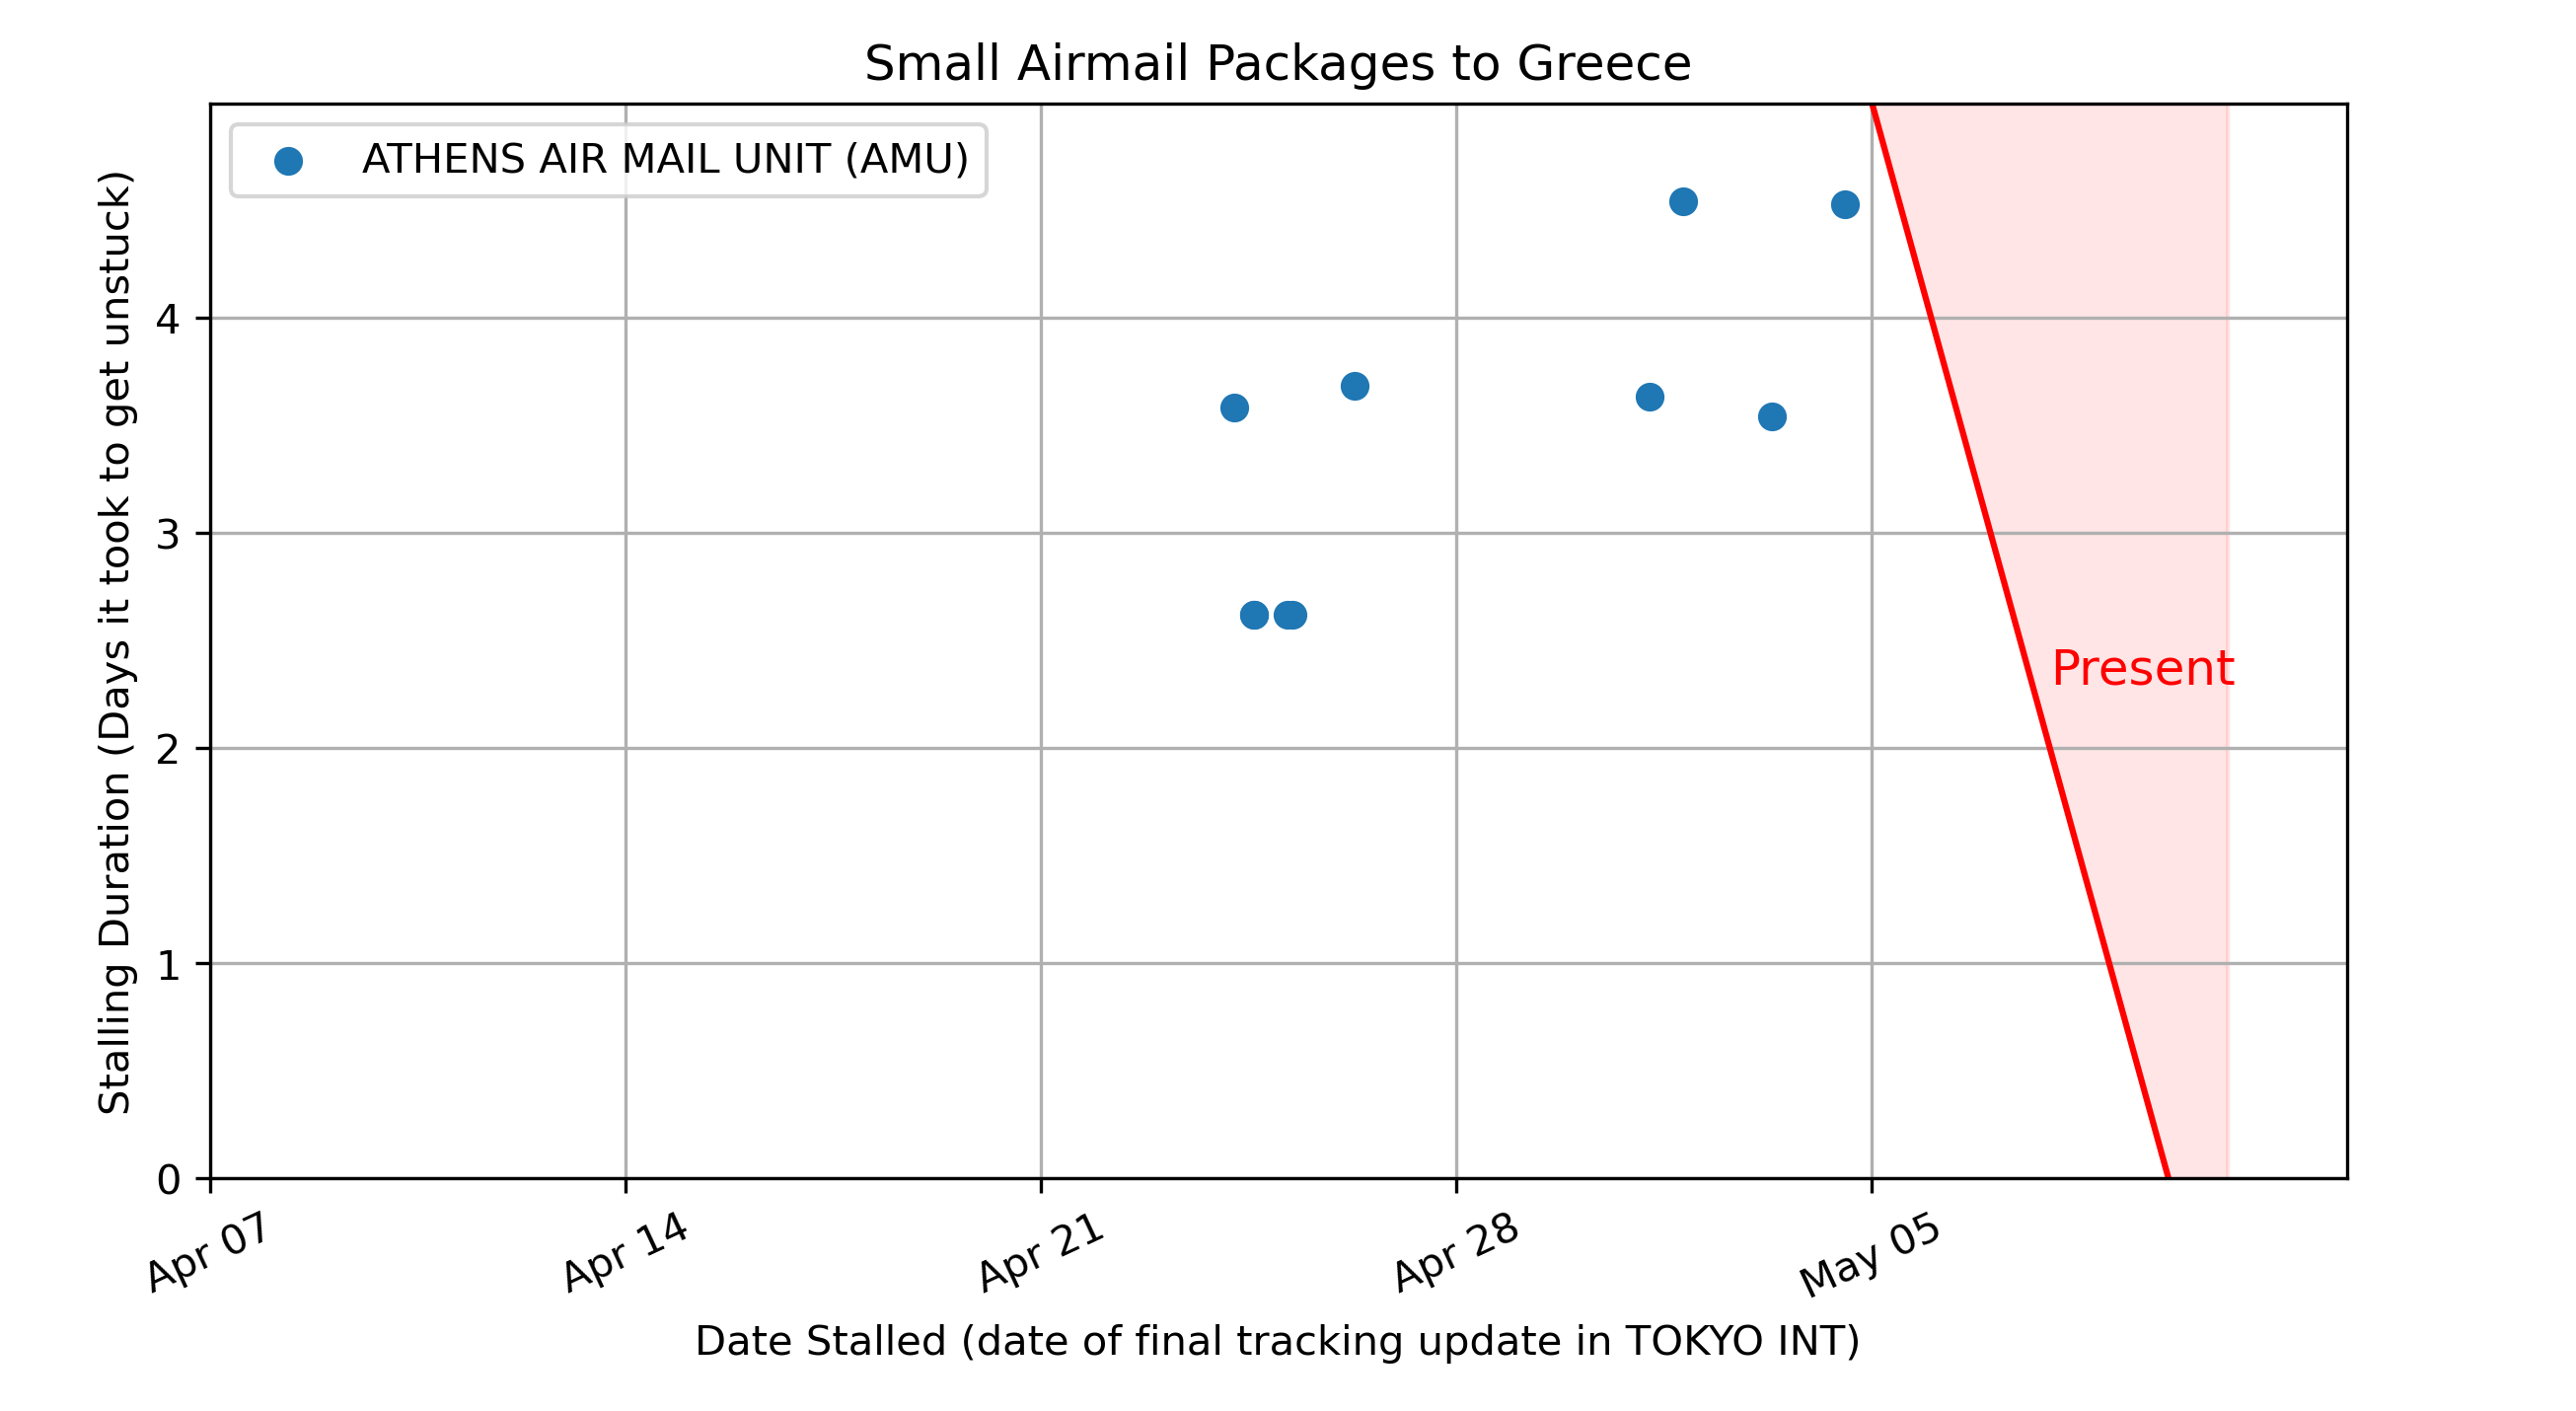 Small Airmail Packages to Greece
ATHENS AIR MAIL UNIT (AMU)
Stalling Duration (Days it took to get unstuck)
4
3
2
1
0
Present
Apr 07
Apr 14
Apr 21
Apr 28
May 05
Date Stalled (date of final tracking update in TOKYO INT)